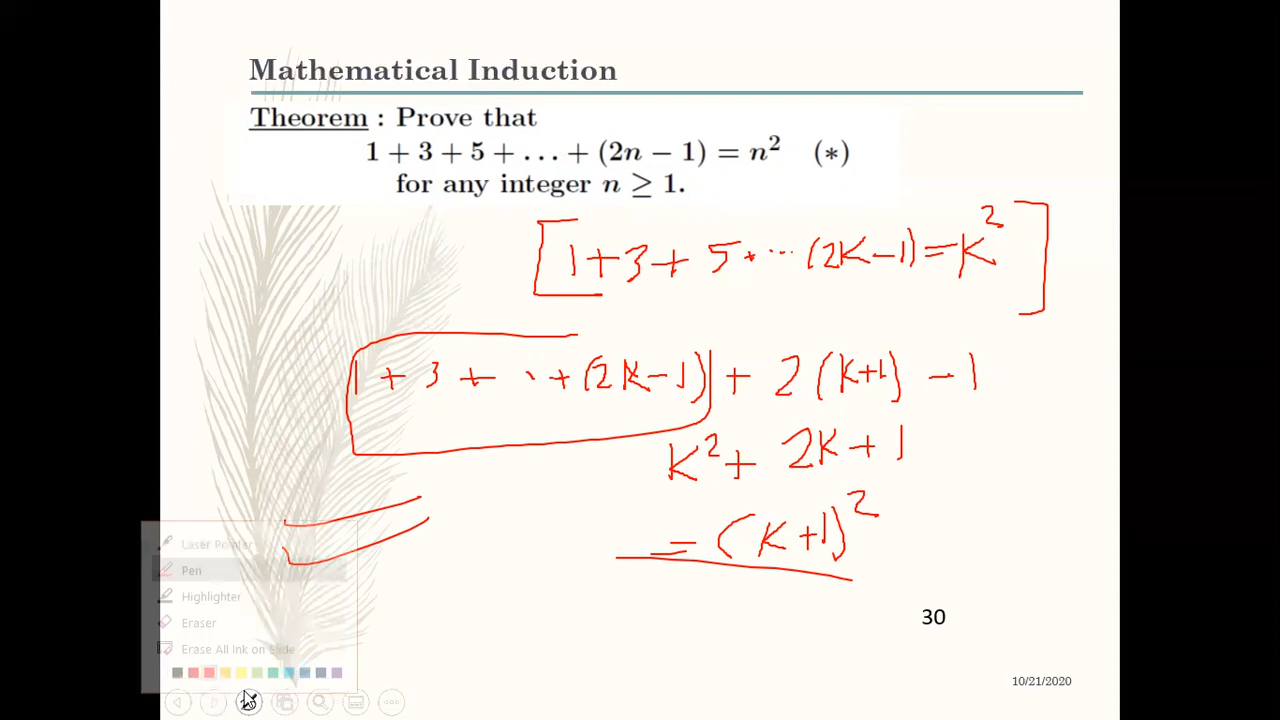 Mathematical Induction
Theorem : Prove that
1 + 3 + 5 + . . . + (2n − 1) = n² (∗)
for any integer n ≥ 1.
[1+3+5+...(2K-1)=K²]
1+3+..+(2K-1)+2(K+1)-1
K²+2K+1
=(K+1)²
Laser Pointer
Pen
Highlighter
Eraser
Erase All Ink on Slide
30
10/21/2020